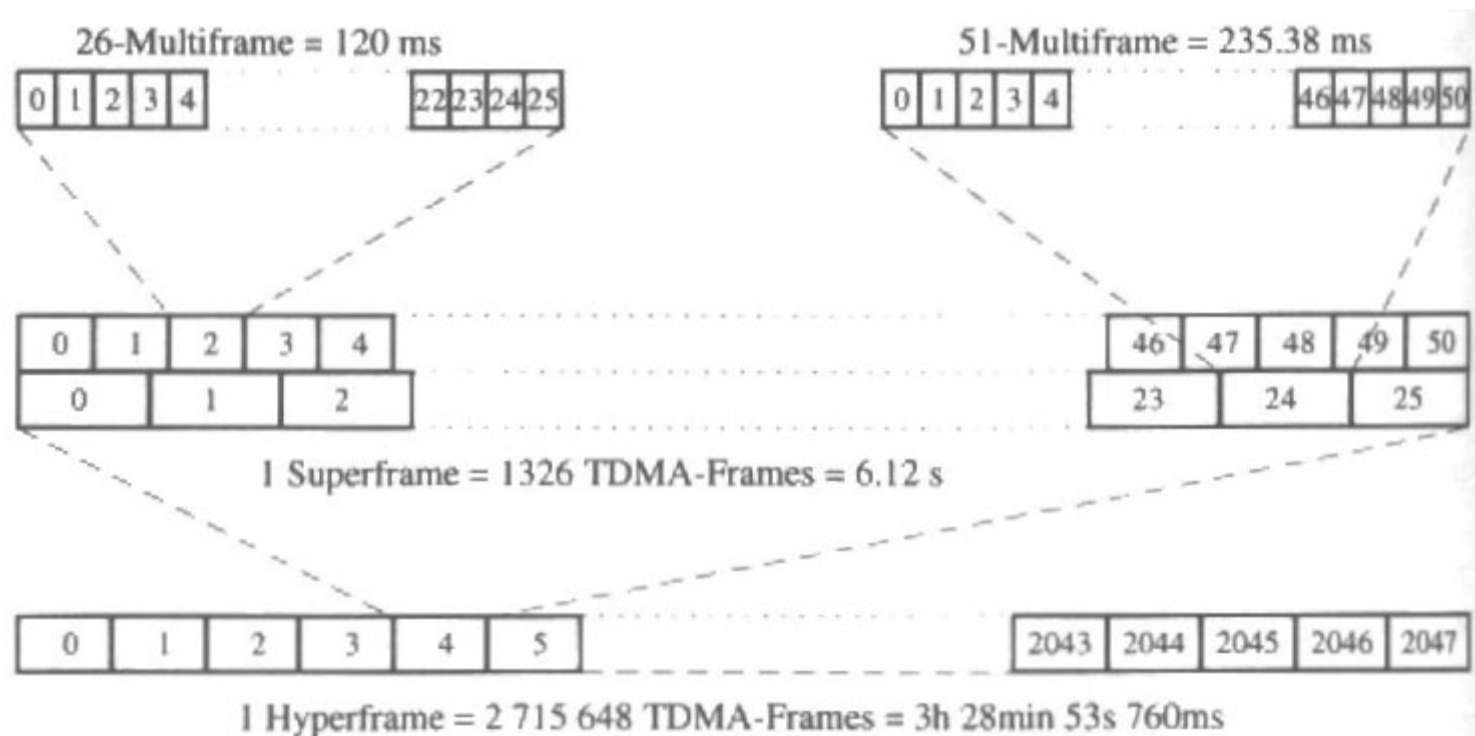 26-Multiframe = 120 ms
51-Multiframe = 235.38 ms
0 1 2 3 4 22 23 24 25
0 1 2 3 4 46 47 48 49 50
0 1 2 3 4 46 47 48 49 50
0 1 2 23 24 25
1 Superframe = 1326 TDMA-Frames = 6.12 s
0 1 2 3 4 5 2043 2044 2045 2046 2047
1 Hyperframe = 2 715 648 TDMA-Frames = 3h 28min 53s 760ms